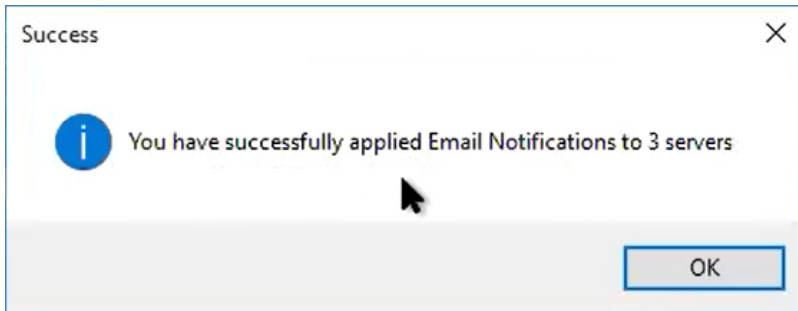 Success
You have successfully applied Email Notifications to 3 servers
OK